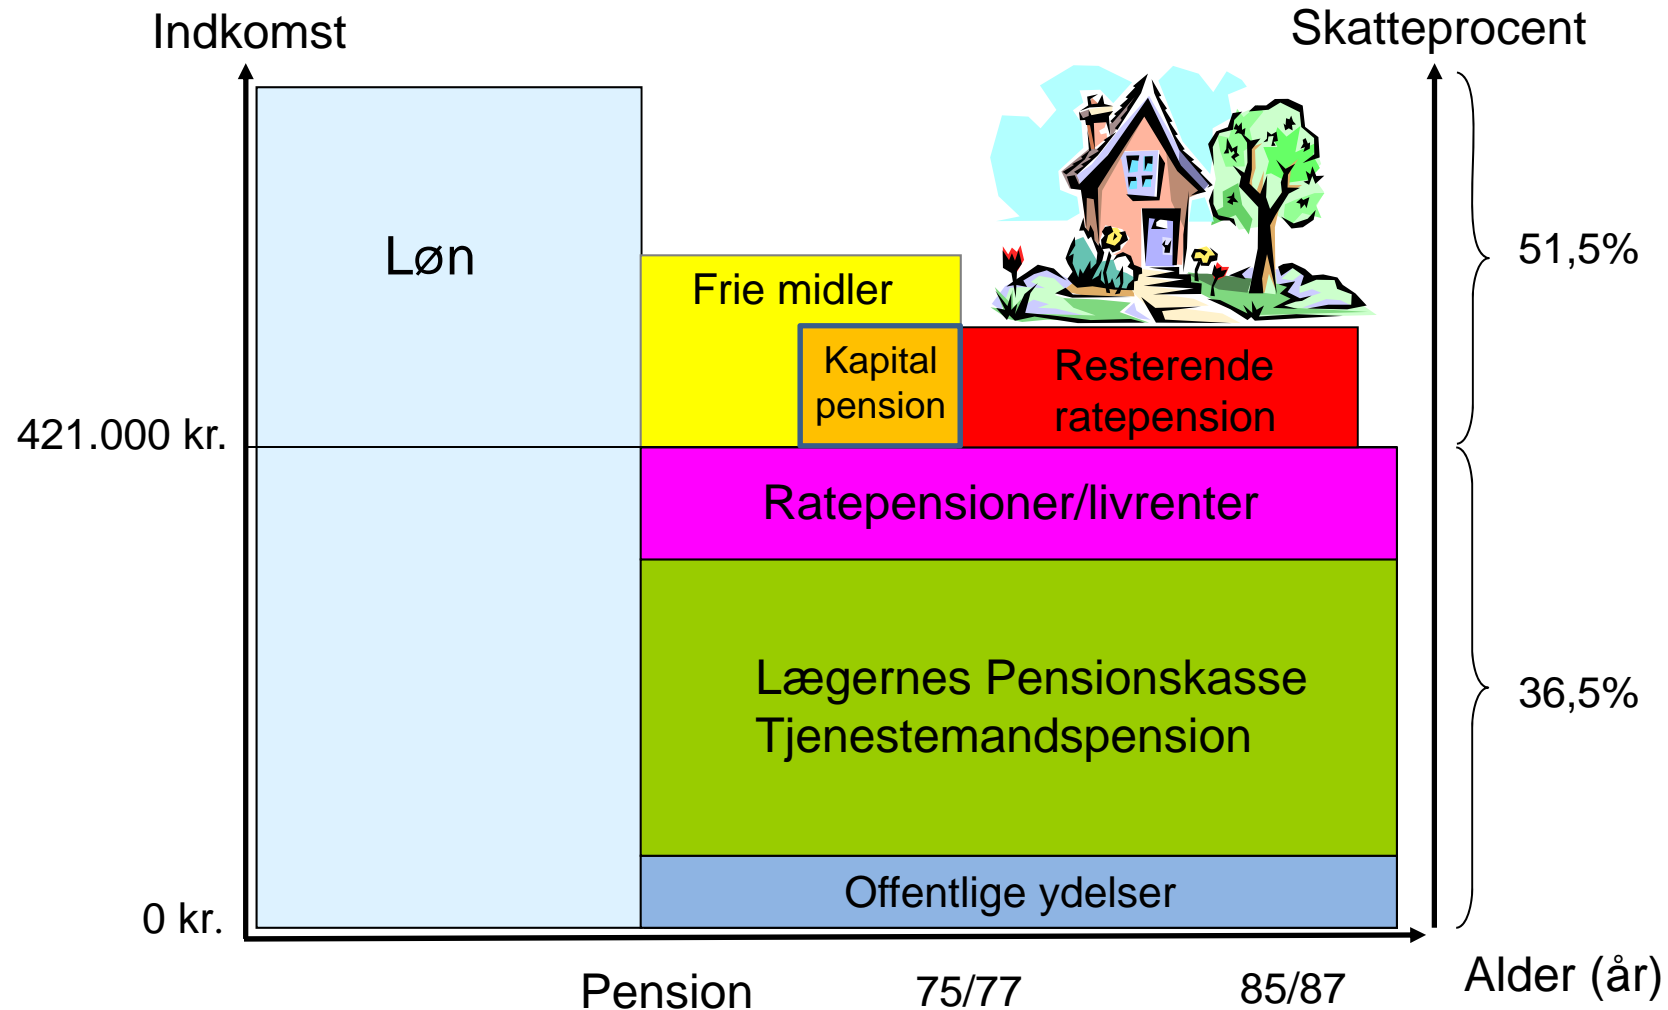 Indkomst
Skatteprocent
Løn
Frie midler
51,5%
Kapital
pension
Resterende
ratepension
421.000 kr.
Ratepensioner/livrenter
Lægernes Pensionskasse
Tjenestemandspension
36,5%
Offentlige ydelser
0 kr.
Pension
75/77
85/87
Alder (år)